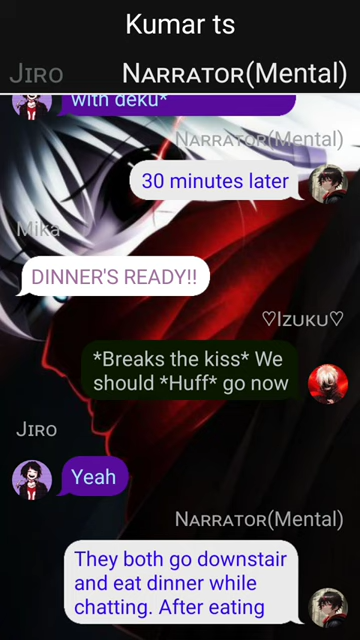 Kumar ts
Jiro
Narrator(Mental)
with deku*
Narrator(Mental)
30 minutes later
Mika
DINNER'S READY!!
♡Izuku♡
*Breaks the kiss* We
should *Huff* go now
Jiro
Yeah
Narrator(Mental)
They both go downstair
and eat dinner while
chatting. After eating